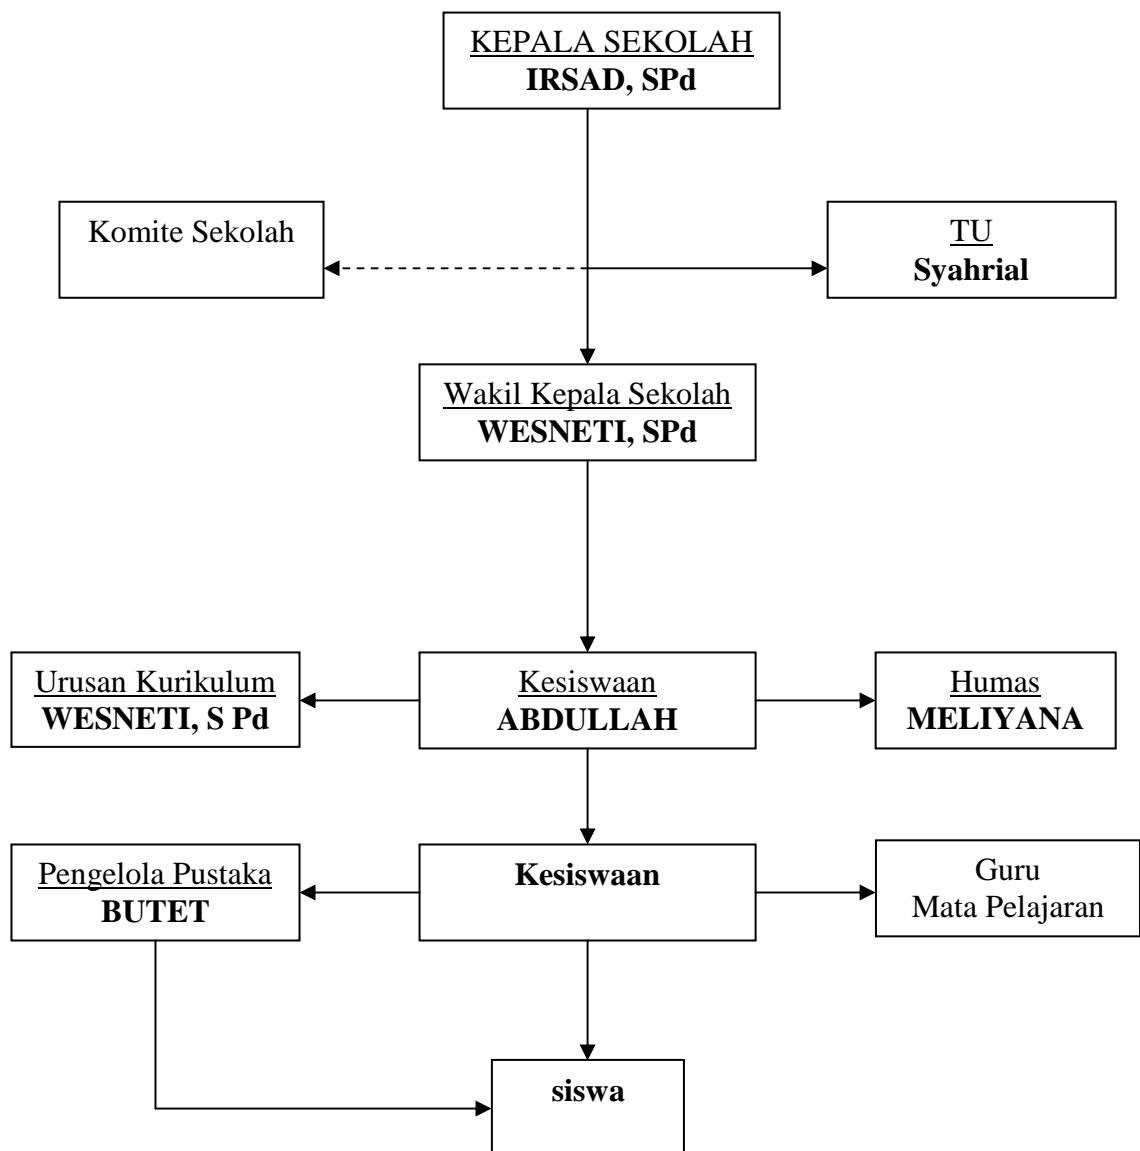 KEPALA SEKOLAH
IRSAD, SPd
Komite Sekolah
TU
Syahrial
Wakil Kepala Sekolah
WESNETI, SPd
Urusan Kurikulum
WESNETI, S Pd
Kesiswaan
ABDULLAH
Humas
MELIYANA
Pengelola Pustaka
BUTET
Kesiswaan
Guru
Mata Pelajaran
siswa